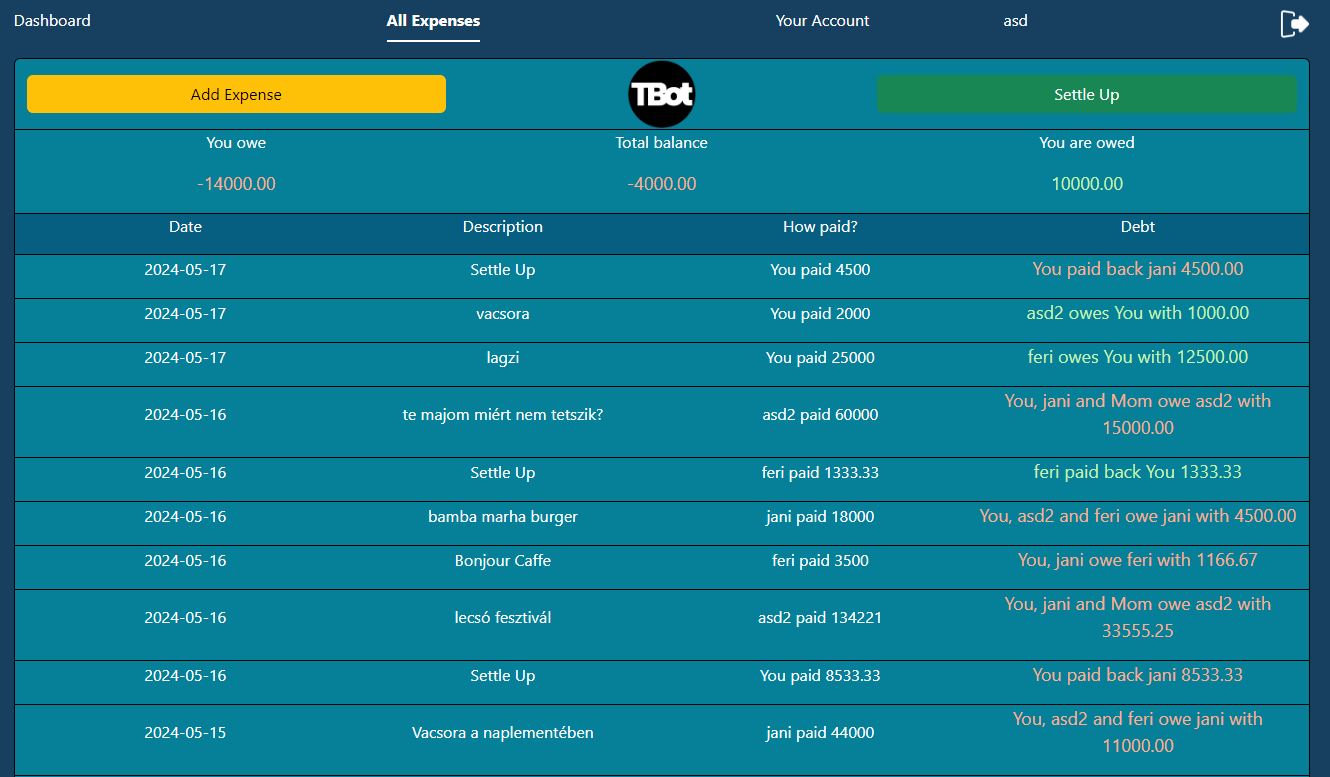 Dashboard All Expenses Your Account asd
Add Expense TBot Settle Up
You owe Total balance You are owed
-14000.00 -4000.00 10000.00
Date Description How paid? Debt
2024-05-17 Settle Up You paid 4500 You paid back jani 4500.00
2024-05-17 vacsora You paid 2000 asd2 owes You with 1000.00
2024-05-17 lagzi You paid 25000 feri owes You with 12500.00
2024-05-16 te majom miért nem tetszik? asd2 paid 60000 You, jani and Mom owe asd2 with
15000.00
2024-05-16 Settle Up feri paid 1333.33 feri paid back You 1333.33
2024-05-16 bamba marha burger jani paid 18000 You, asd2 and feri owe jani with 4500.00
2024-05-16 Bonjour Caffe feri paid 3500 You, jani owe feri with 1166.67
2024-05-16 lecsó fesztivál asd2 paid 134221 You, jani and Mom owe asd2 with
33555.25
2024-05-16 Settle Up You paid 8533.33 You paid back jani 8533.33
2024-05-15 Vacsora a naplementében jani paid 44000 You, asd2 and feri owe jani with
11000.00